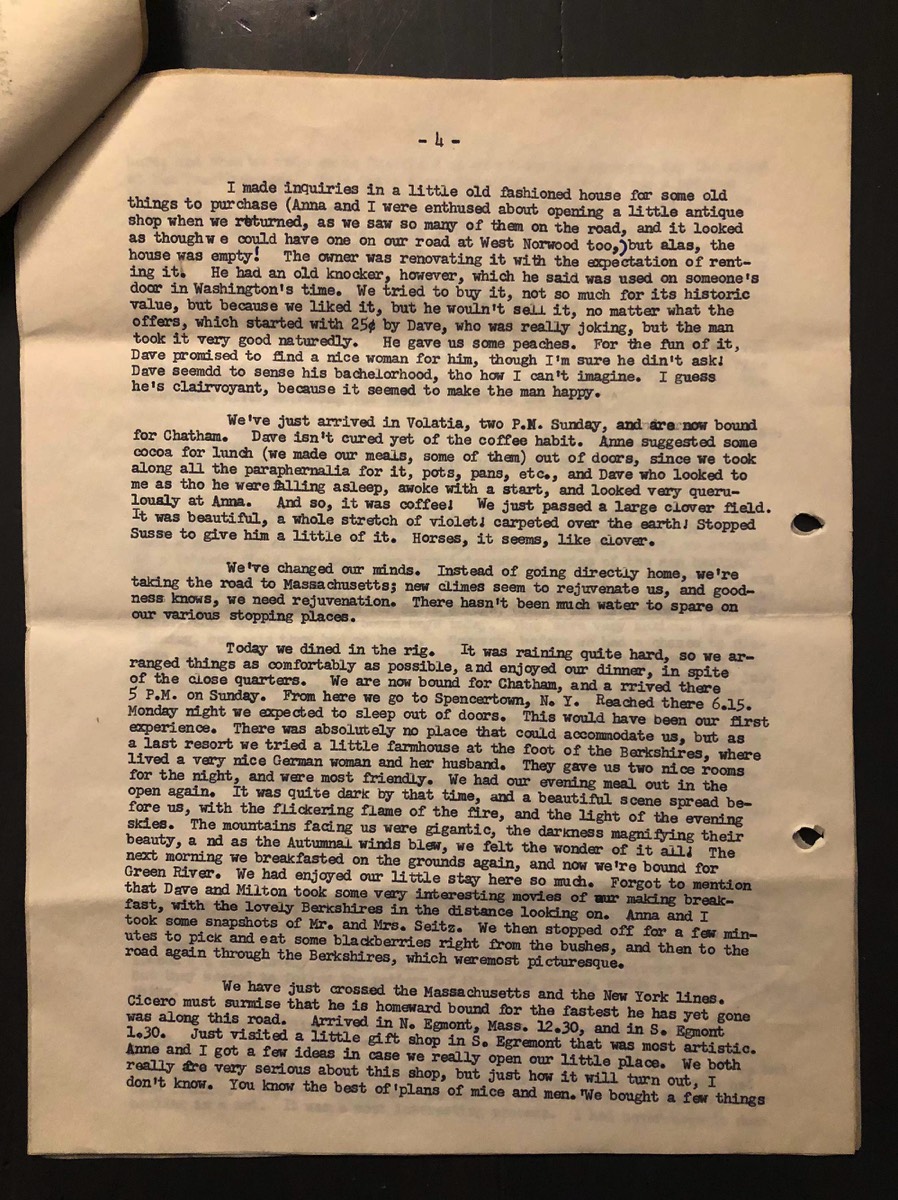 - 4 -
I made inquiries in a little old fashioned house for some old
things to purchase (Anna and I were enthused about opening a little antique
shop when we returned, as we saw so many of them on the road, and it looked
as thoughw e could have one on our road at West Norwood too,) but alas, the
house was empty! The owner was renovating it with the expectation of rent-
ing it. He had an old knocker, however, which he said was used on someone's
door in Washington's time. We tried to buy it, not so much for its historic
value, but because we liked it, but he wouln't sell it, no matter what the
offers, which started with 25¢ by Dave, who was really joking, but the man
took it very good naturedly. He gave us some peaches. For the fun of it,
Dave promised to find a nice woman for him, though I'm sure he din't ask!
Dave seemdd to sense his bachelorhood, tho how I can't imagine. I guess
he's clairvoyant, because it seemed to make the man happy.
We've just arrived in Volatia, two P.M. Sunday, and are now bound
for Chatham. Dave isn't cured yet of the coffee habit. Anne suggested some
cocoa for lunch (we made our meals, some of them) out of doors, since we took
along all the paraphernalia for it, pots, pans, etc., and Dave who looked to
me as tho he were falling asleep, awoke with a start, and looked very queru-
lously at Anna. And so, it was coffee! We just passed a large clover field.
It was beautiful, a whole stretch of violet! carpeted over the earth! Stopped
Susse to give him a little of it. Horses, it seems, like clover.
We've changed our minds. Instead of going directly home, we're
taking the road to Massachusetts; new climes seem to rejuvenate us, and good-
ness knows, we need rejuvenation. There hasn't been much water to spare on
our various stopping places.
Today we dined in the rig. It was raining quite hard, so we ar-
ranged things as comfortably as possible, and enjoyed our dinner, in spite
of the close quarters. We are now bound for Chatham, and a rrived there
5 P.M. on Sunday. From here we go to Spencertown, N. Y. Reached there 6.15.
Monday night we expected to sleep out of doors. This would have been our first
experience. There was absolutely no place that could accommodate us, but as
a last resort we tried a little farmhouse at the foot of the Berkshires, where
lived a very nice German woman and her husband. They gave us two nice rooms
for the night, and were most friendly. We had our evening meal out in the
open again. It was quite dark by that time, and a beautiful scene spread be-
fore us, with the flickering flame of the fire, and the light of the evening
skies. The mountains facing us were gigantic, the darkness magnifying their
beauty, a nd as the Autumnal winds blew, we felt the wonder of it all! The
next morning we breakfasted on the grounds again, and now we're bound for
Green River. We had enjoyed our little stay here so much. Forgot to mention
that Dave and Milton took some very interesting movies of our making break-
fast, with the lovely Berkshires in the distance looking on. Anna and I
took some snapshots of Mr. and Mrs. Seitz. We then stopped off for a few min-
utes to pick and eat some blackberries right from the bushes, and then to the
road again through the Berkshires, which weremost picturesque.
We have just crossed the Massachusetts and the New York lines.
Cicero must surmise that he is homeward bound for the fastest he has yet gone
was along this road. Arrived in N. Egmont, Mass. 12.30, and in S. Egmont
1.30. Just visited a little gift shop in S. Egremont that was most artistic.
Anne and I got a few ideas in case we really open our little place. We both
really are very serious about this shop, but just how it will turn out, I
don't know. You know the best of'plans of mice and men.'We bought a few things